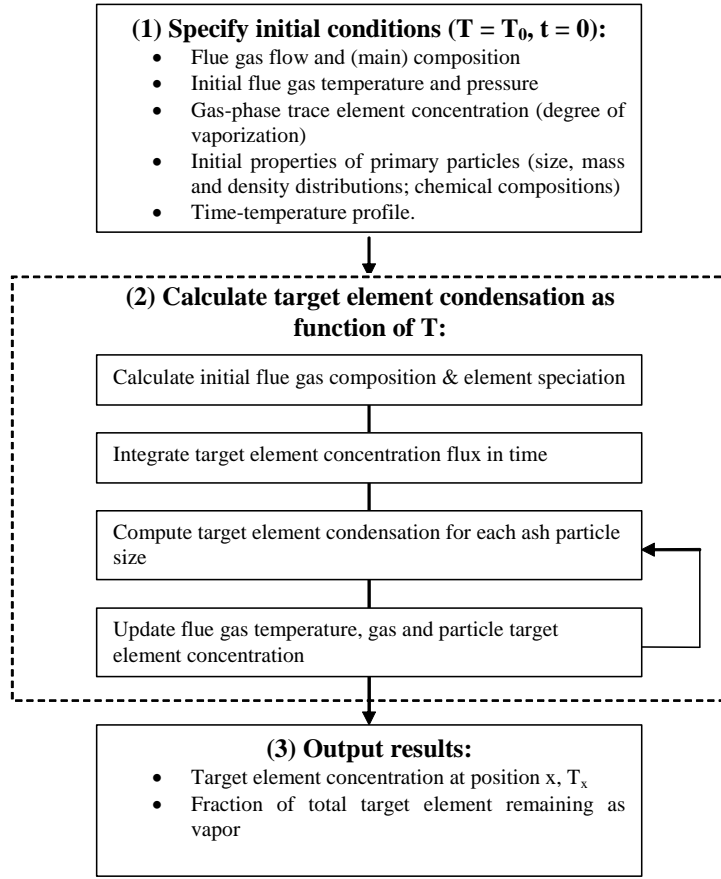 (1) Specify initial conditions (T = T₀, t = 0):
• Flue gas flow and (main) composition
• Initial flue gas temperature and pressure
• Gas-phase trace element concentration (degree of
vaporization)
• Initial properties of primary particles (size, mass
and density distributions; chemical compositions)
• Time-temperature profile.
(2) Calculate target element condensation as
function of T:
Calculate initial flue gas composition & element speciation
Integrate target element concentration flux in time
Compute target element condensation for each ash particle
size
Update flue gas temperature, gas and particle target
element concentration
(3) Output results:
• Target element concentration at position x, Tₓ
• Fraction of total target element remaining as
vapor